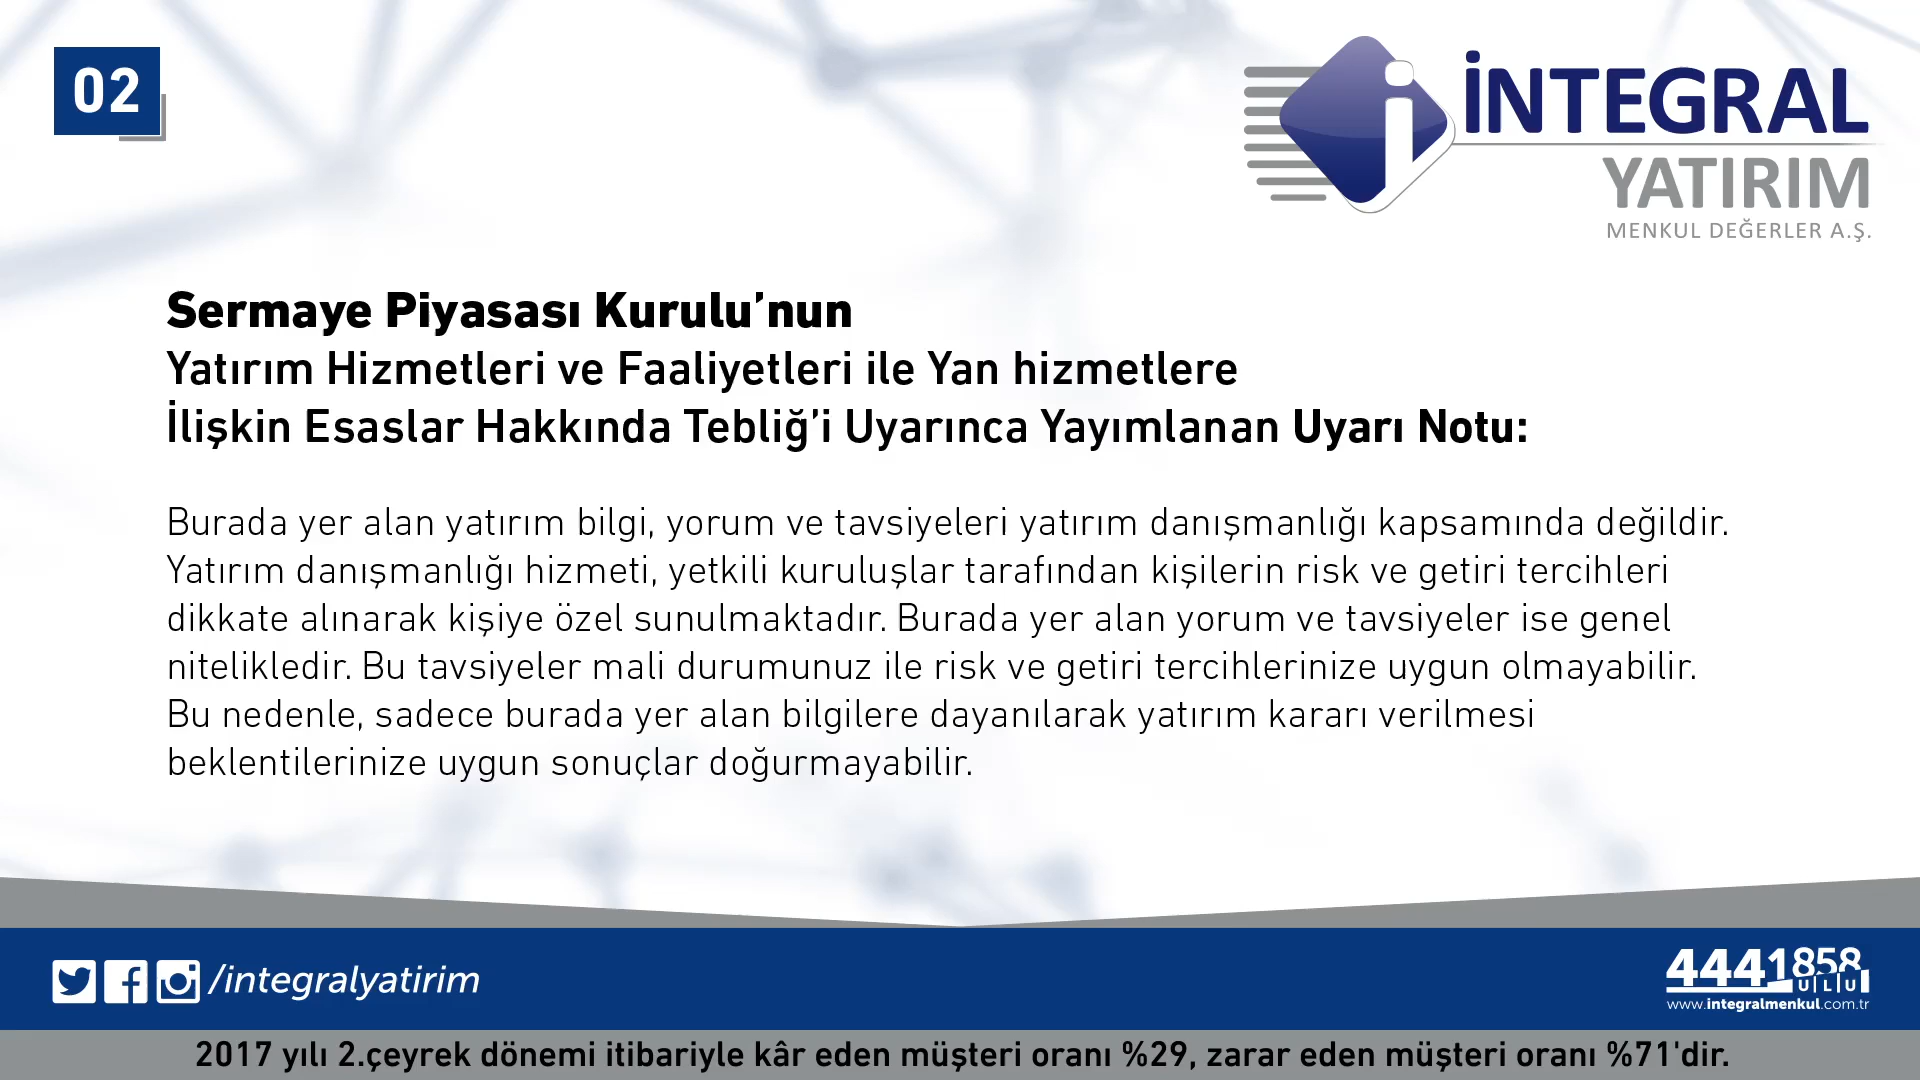 02
İNTEGRAL
YATIRIM
MENKUL DEĞERLER A.Ş.
Sermaye Piyasası Kurulu’nun
Yatırım Hizmetleri ve Faaliyetleri ile Yan hizmetlere
İlişkin Esaslar Hakkında Tebliğ’i Uyarınca Yayımlanan Uyarı Notu:
Burada yer alan yatırım bilgi, yorum ve tavsiyeleri yatırım danışmanlığı kapsamında değildir.
Yatırım danışmanlığı hizmeti, yetkili kuruluşlar tarafından kişilerin risk ve getiri tercihleri
dikkate alınarak kişiye özel sunulmaktadır. Burada yer alan yorum ve tavsiyeler ise genel
nitelikledir. Bu tavsiyeler mali durumunuz ile risk ve getiri tercihlerinize uygun olmayabilir.
Bu nedenle, sadece burada yer alan bilgilere dayanılarak yatırım kararı verilmesi
beklentilerinize uygun sonuçlar doğurmayabilir.
/integralyatirim
4441858
ULU
www.integralmenkul.com.tr
2017 yılı 2.çeyrek dönemi itibariyle kâr eden müşteri oranı %29, zarar eden müşteri oranı %71'dir.